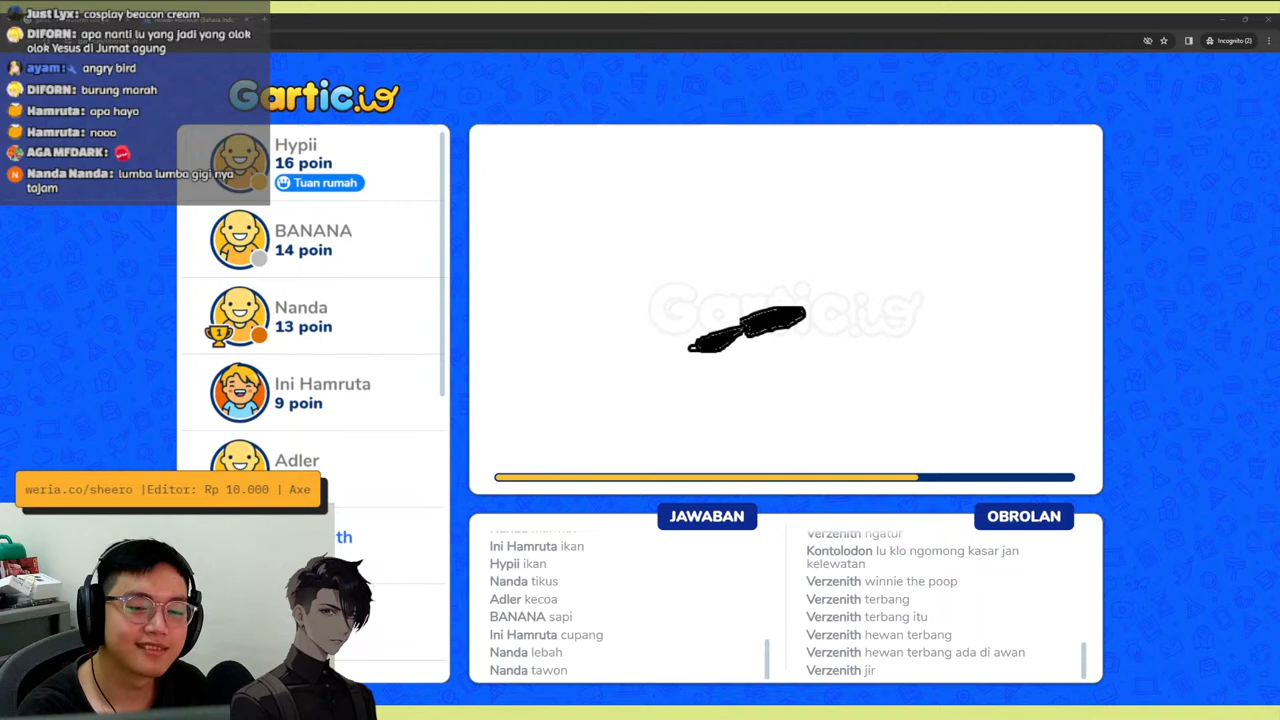 Just Lyx: cosplay beacon cream
DIFORN: apa nanti lu yang jadi yang olok
olok Yesus di Jumat agung
ayam: angry bird
DIFORN: burung marah
Hamruta: apa hayo
Hamruta: nooo
AGA MFDARK:
Nanda Nanda: lumba lumba gigi nya
tajam
Incognito (2)
Gartic.io
Hypii
16 poin
Tuan rumah
BANANA
14 poin
Nanda
13 poin
Ini Hamruta
9 poin
Adler
th
weria.co/sheero |Editor: Rp 10.000 | Axe
Gartic.io
JAWABAN
Ini Hamruta ikan
Hypii ikan
Nanda tikus
Adler kecoa
BANANA sapi
Ini Hamruta cupang
Nanda lebah
Nanda tawon
OBROLAN
Verzenith ngatur
Kontolodon lu klo ngomong kasar jan
kelewatan
Verzenith winnie the poop
Verzenith terbang
Verzenith terbang itu
Verzenith hewan terbang
Verzenith hewan terbang ada di awan
Verzenith jir